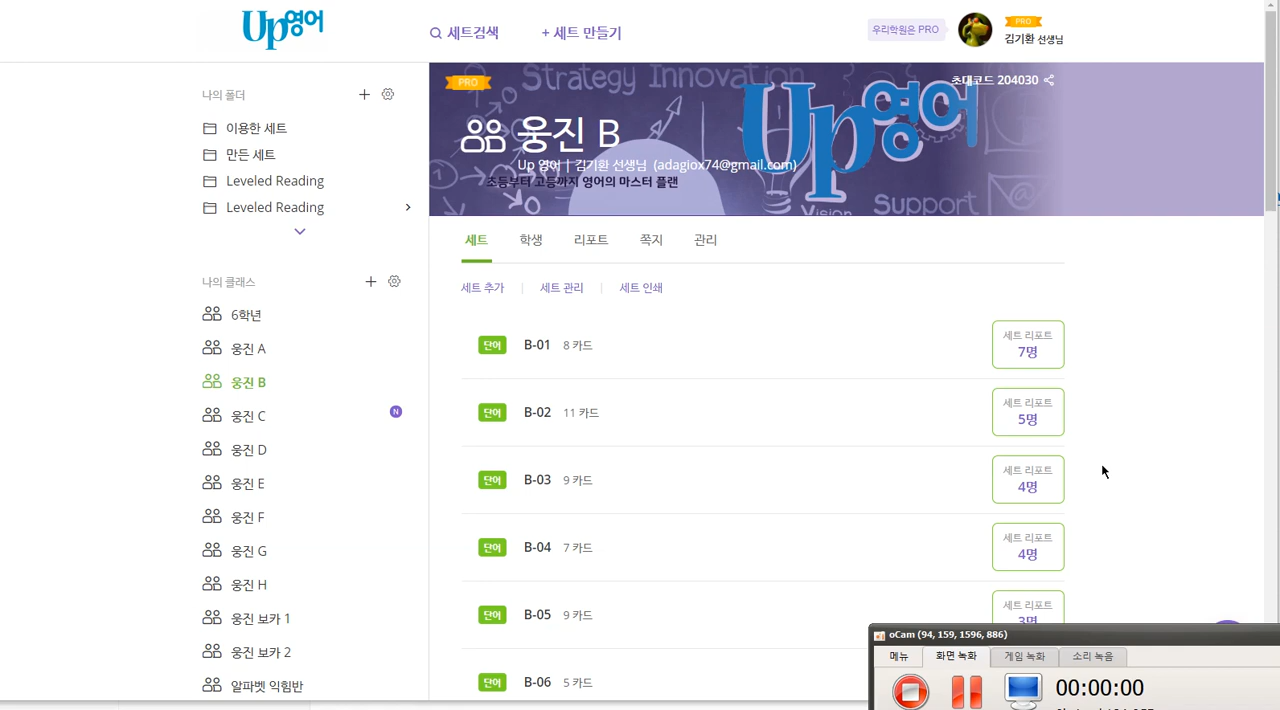 Up영어
세트검색
+ 세트 만들기
우리학원은 PRO
PRO
김기환 선생님
나의 폴더
이용한 세트
만든 세트
Leveled Reading
Leveled Reading
나의 클래스
6학년
웅진 A
웅진 B
웅진 C
N
웅진 D
웅진 E
웅진 F
웅진 G
웅진 H
웅진 보카 1
웅진 보카 2
알파벳 익힘반
PRO
Strategy Innovation
초대코드 204030
웅진 B
Up영어
Up 영어 | 김기환 선생님 (adagiox74@gmail.com)
초등부터 고등까지 영어의 마스터 플랜
Vision
Support
세트 학생 리포트 쪽지 관리
세트 추가 | 세트 관리 | 세트 인쇄
단어 B-01 8 카드
세트 리포트
7명
단어 B-02 11 카드
세트 리포트
5명
단어 B-03 9 카드
세트 리포트
4명
단어 B-04 7 카드
세트 리포트
4명
단어 B-05 9 카드
세트 리포트
3명
단어 B-06 5 카드
oCam (94, 159, 1596, 886)
메뉴 화면 녹화 게임 녹화 소리 녹음
00:00:00